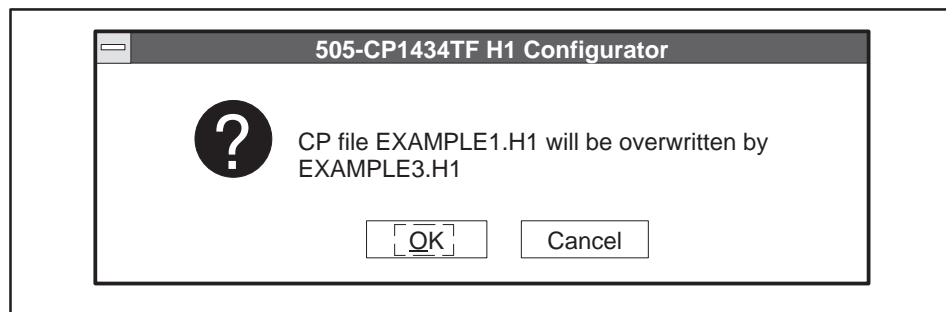 505-CP1434TF H1 Configurator
CP file EXAMPLE1.H1 will be overwritten by
EXAMPLE3.H1
OK
Cancel